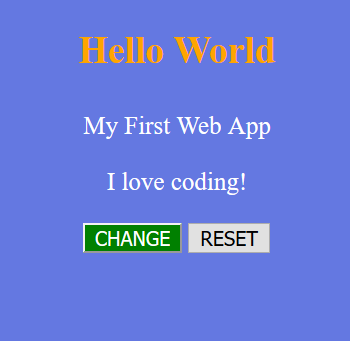 Hello World
My First Web App
I love coding!
CHANGE RESET